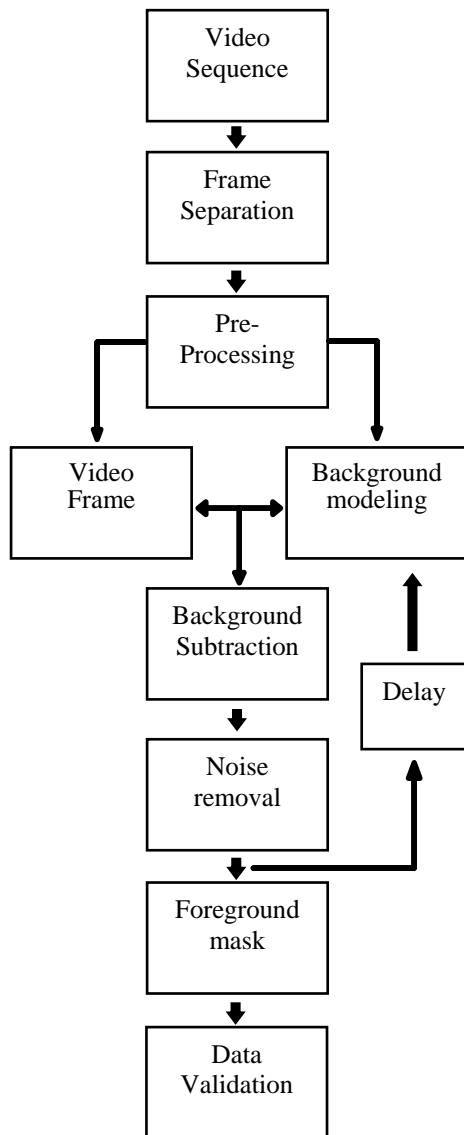 Video
Sequence
Frame
Separation
Pre-
Processing
Video
Frame
Background
modeling
Background
Subtraction
Delay
Noise
removal
Foreground
mask
Data
Validation